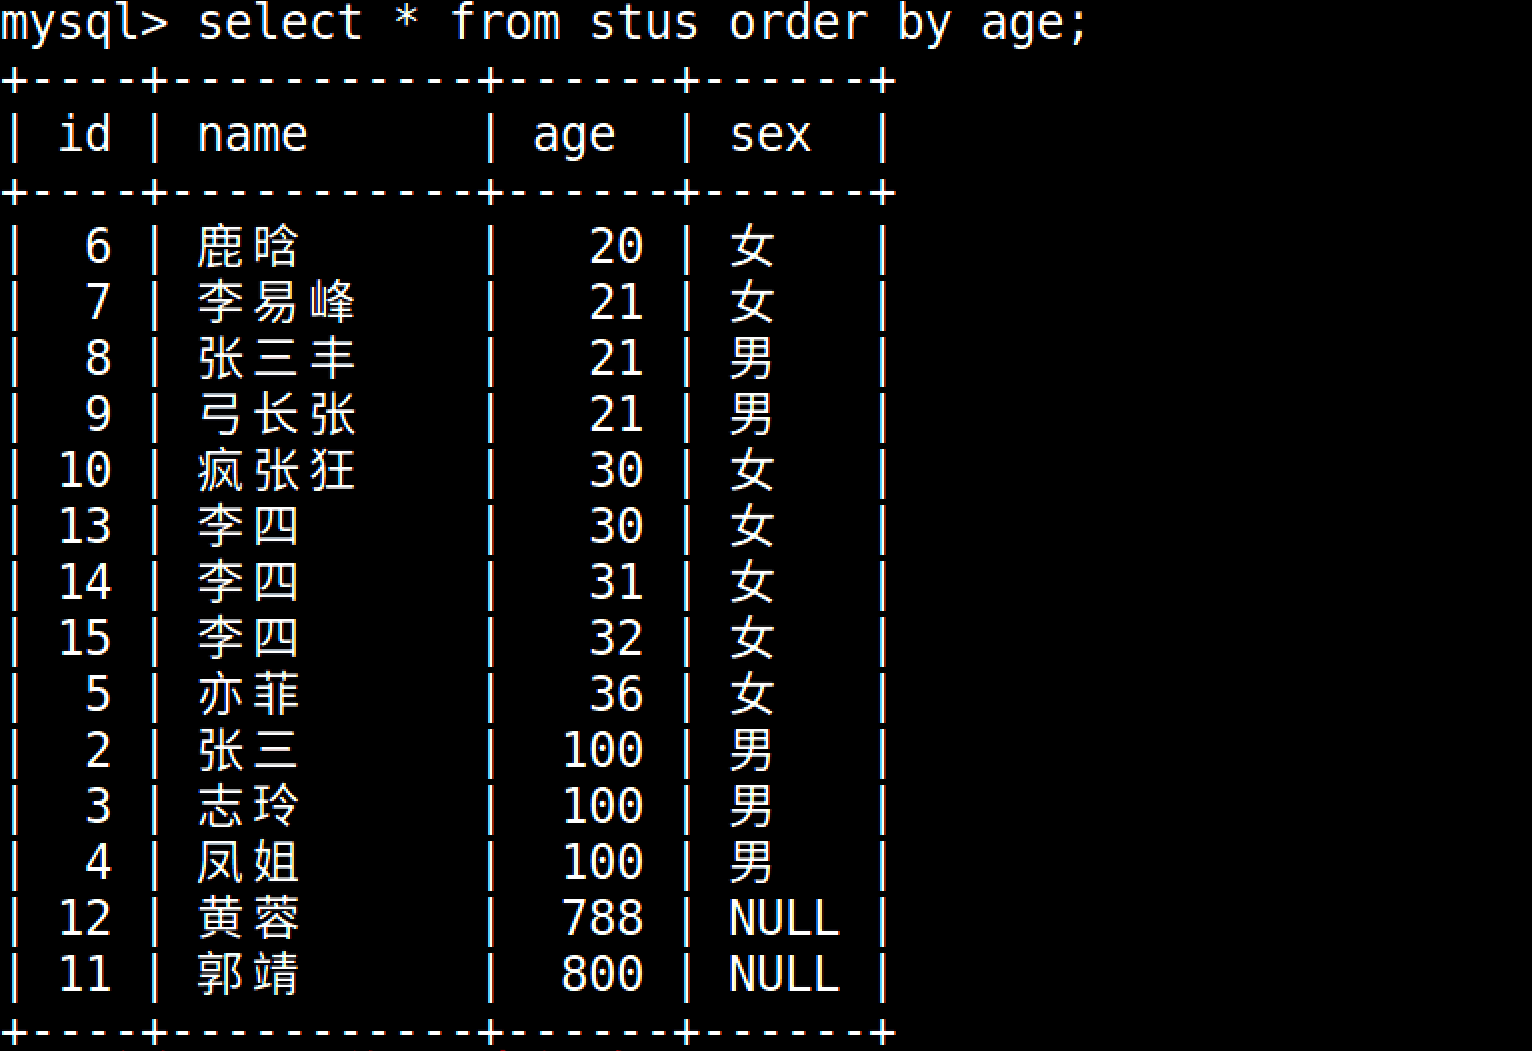 mysql> select * from stus order by age;
+----+-----------+------+------+
| id | name      | age  | sex  |
+----+-----------+------+------+
|  6 | 鹿晗      |   20 | 女   |
|  7 | 李易峰    |   21 | 女   |
|  8 | 张三丰    |   21 | 男   |
|  9 | 弓长张    |   21 | 男   |
| 10 | 疯张狂    |   30 | 女   |
| 13 | 李四      |   30 | 女   |
| 14 | 李四      |   31 | 女   |
| 15 | 李四      |   32 | 女   |
|  5 | 亦菲      |   36 | 女   |
|  2 | 张三      |  100 | 男   |
|  3 | 志玲      |  100 | 男   |
|  4 | 凤姐      |  100 | 男   |
| 12 | 黄蓉      |  788 | NULL |
| 11 | 郭靖      |  800 | NULL |
+----+-----------+------+------+